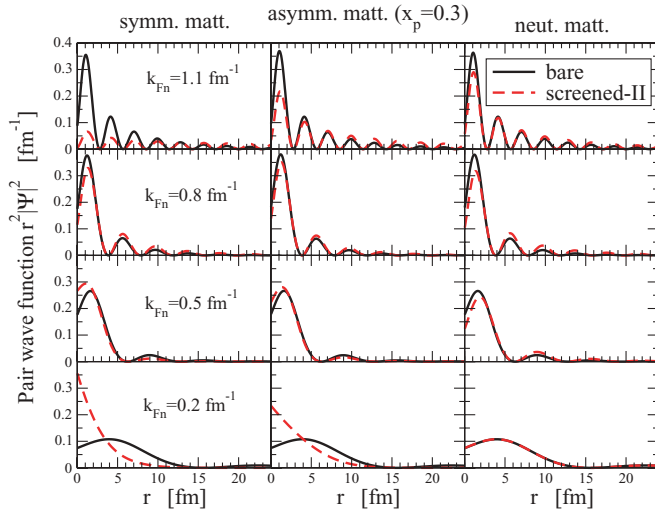 symm. matt.
asymm. matt. (x_p=0.3)
neut. matt.
Pair wave function r²|Ψ|² [fm⁻¹]
0.4
0.3
0.2
0.1
0
k_Fn=1.1 fm⁻¹
bare
screened-II
0.3
0.2
0.1
0
k_Fn=0.8 fm⁻¹
0.3
0.2
0.1
0
k_Fn=0.5 fm⁻¹
0.3
0.2
0.1
0
k_Fn=0.2 fm⁻¹
0 5 10 15 20 0 5 10 15 20 0 5 10 15 20
r [fm] r [fm] r [fm]